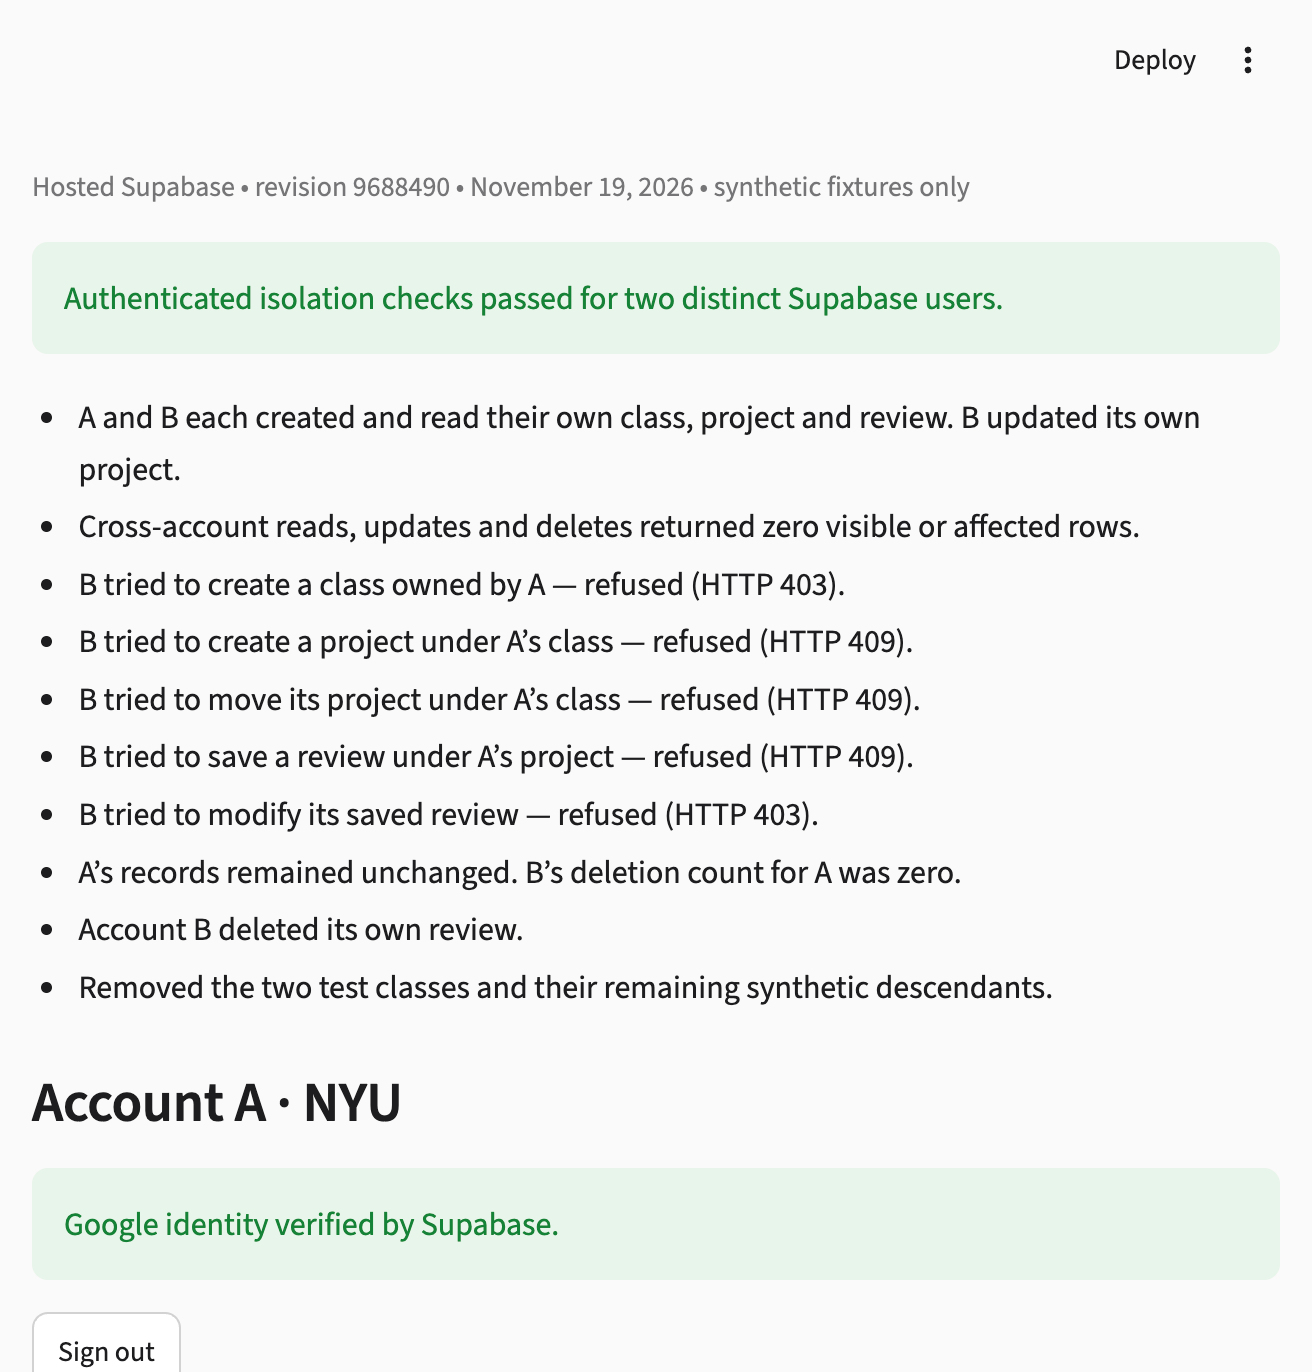 Deploy
Hosted Supabase • revision 9688490 • November 19, 2026 • synthetic fixtures only
Authenticated isolation checks passed for two distinct Supabase users.
• A and B each created and read their own class, project and review. B updated its own
project.
• Cross-account reads, updates and deletes returned zero visible or affected rows.
• B tried to create a class owned by A — refused (HTTP 403).
• B tried to create a project under A’s class — refused (HTTP 409).
• B tried to move its project under A’s class — refused (HTTP 409).
• B tried to save a review under A’s project — refused (HTTP 409).
• B tried to modify its saved review — refused (HTTP 403).
• A’s records remained unchanged. B’s deletion count for A was zero.
• Account B deleted its own review.
• Removed the two test classes and their remaining synthetic descendants.
Account A · NYU
Google identity verified by Supabase.
Sign out